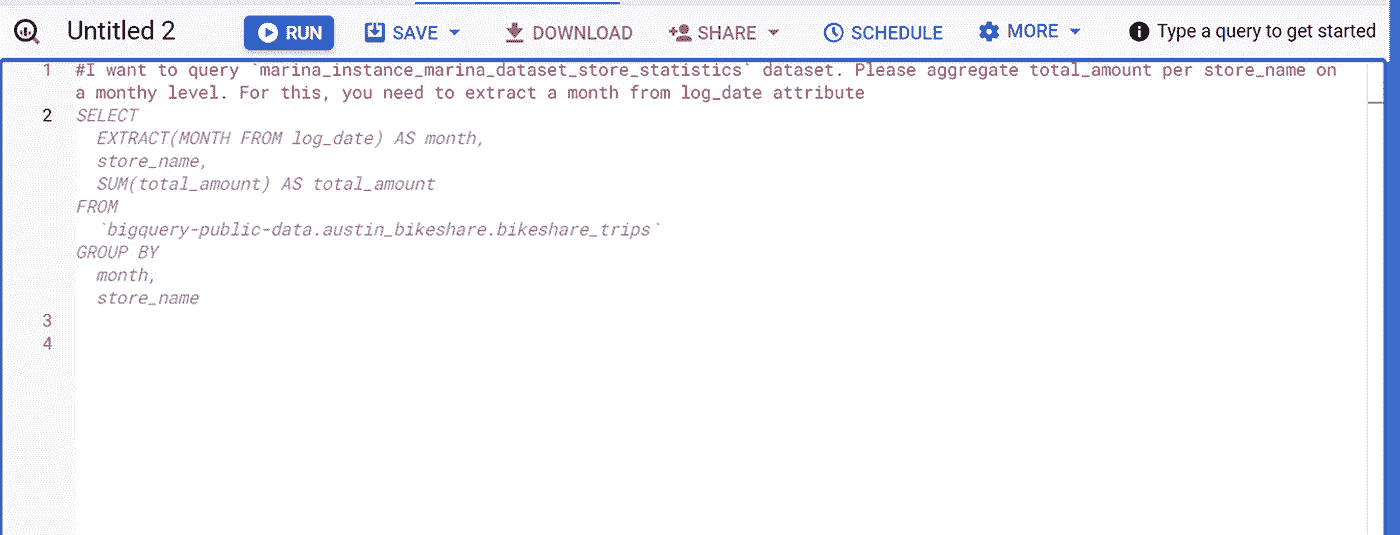 Untitled 2 RUN SAVE DOWNLOAD SHARE SCHEDULE MORE Type a query to get started
1 #I want to query `marina_instance_marina_dataset_store_statistics` dataset. Please aggregate total_amount per store_name on
a monthy level. For this, you need to extract a month from log_date attribute
2 SELECT
EXTRACT(MONTH FROM log_date) AS month,
store_name,
SUM(total_amount) AS total_amount
FROM
`bigquery-public-data.austin_bikeshare.bikeshare_trips`
GROUP BY
month,
store_name
3
4